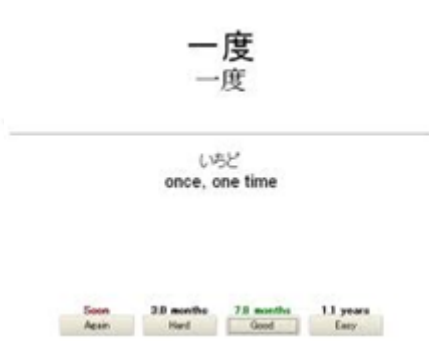 一度
一度
いちど
once, one time
Soon 3.0 months 7.8 months 1.1 years
Again Hard Good Easy